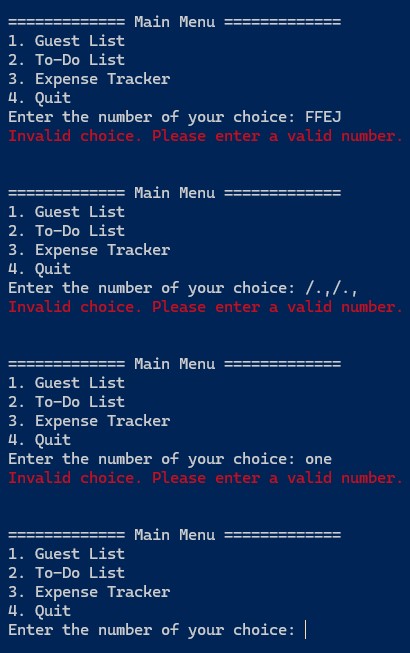 ============= Main Menu =============
1. Guest List
2. To-Do List
3. Expense Tracker
4. Quit
Enter the number of your choice: FFEJ
Invalid choice. Please enter a valid number.
============= Main Menu =============
1. Guest List
2. To-Do List
3. Expense Tracker
4. Quit
Enter the number of your choice: /.,/.,
Invalid choice. Please enter a valid number.
============= Main Menu =============
1. Guest List
2. To-Do List
3. Expense Tracker
4. Quit
Enter the number of your choice: one
Invalid choice. Please enter a valid number.
============= Main Menu =============
1. Guest List
2. To-Do List
3. Expense Tracker
4. Quit
Enter the number of your choice: